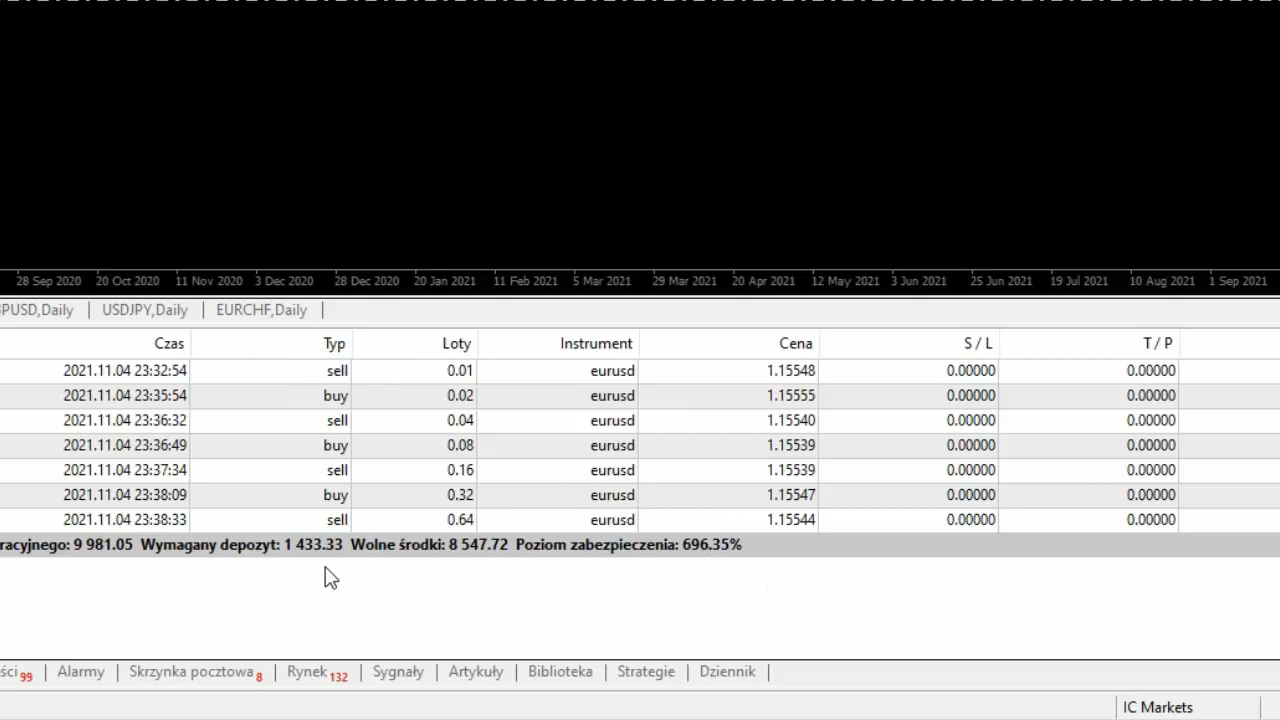 28 Sep 2020 20 Oct 2020 11 Nov 2020 3 Dec 2020 28 Dec 2020 20 Jan 2021 11 Feb 2021 5 Mar 2021 29 Mar 2021 20 Apr 2021 12 May 2021 3 Jun 2021 25 Jun 2021 19 Jul 2021 10 Aug 2021 1 Sep 2021
PUSD,Daily | USDJPY,Daily | EURCHF,Daily |
Czas Typ Loty Instrument Cena S / L T / P
2021.11.04 23:32:54 sell 0.01 eurusd 1.15548 0.00000 0.00000
2021.11.04 23:35:54 buy 0.02 eurusd 1.15555 0.00000 0.00000
2021.11.04 23:36:32 sell 0.04 eurusd 1.15540 0.00000 0.00000
2021.11.04 23:36:49 buy 0.08 eurusd 1.15539 0.00000 0.00000
2021.11.04 23:37:34 sell 0.16 eurusd 1.15539 0.00000 0.00000
2021.11.04 23:38:09 buy 0.32 eurusd 1.15547 0.00000 0.00000
2021.11.04 23:38:33 sell 0.64 eurusd 1.15544 0.00000 0.00000
racyjnego: 9 981.05 Wymagany depozyt: 1 433.33 Wolne środki: 8 547.72 Poziom zabezpieczenia: 696.35%
ści 99 | Alarmy | Skrzynka pocztowa 8 | Rynek 132 | Sygnały | Artykuły | Biblioteka | Strategie | Dziennik |
IC Markets